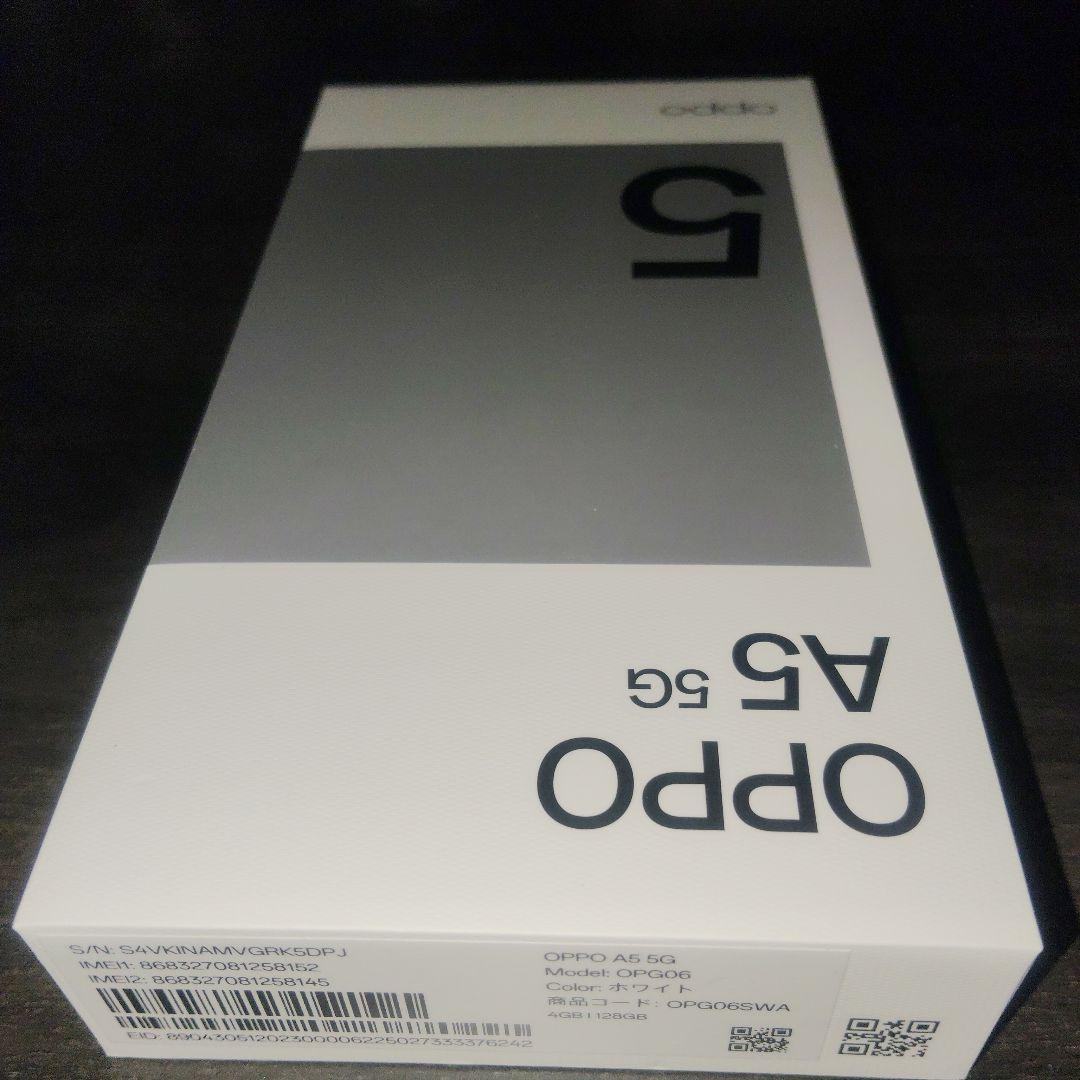 oppo
5
A5 5G
OPPO
S/N: S4VKINAMVGRK5DPJ
IMEI1: 868327081258152
IMEI2: 868327081258145
EID: 89043051202300000622502733376242
OPPO A5 5G
Model: OPG06
Color: ホワイト
商品コード: OPG06SWA
4GB | 128GB